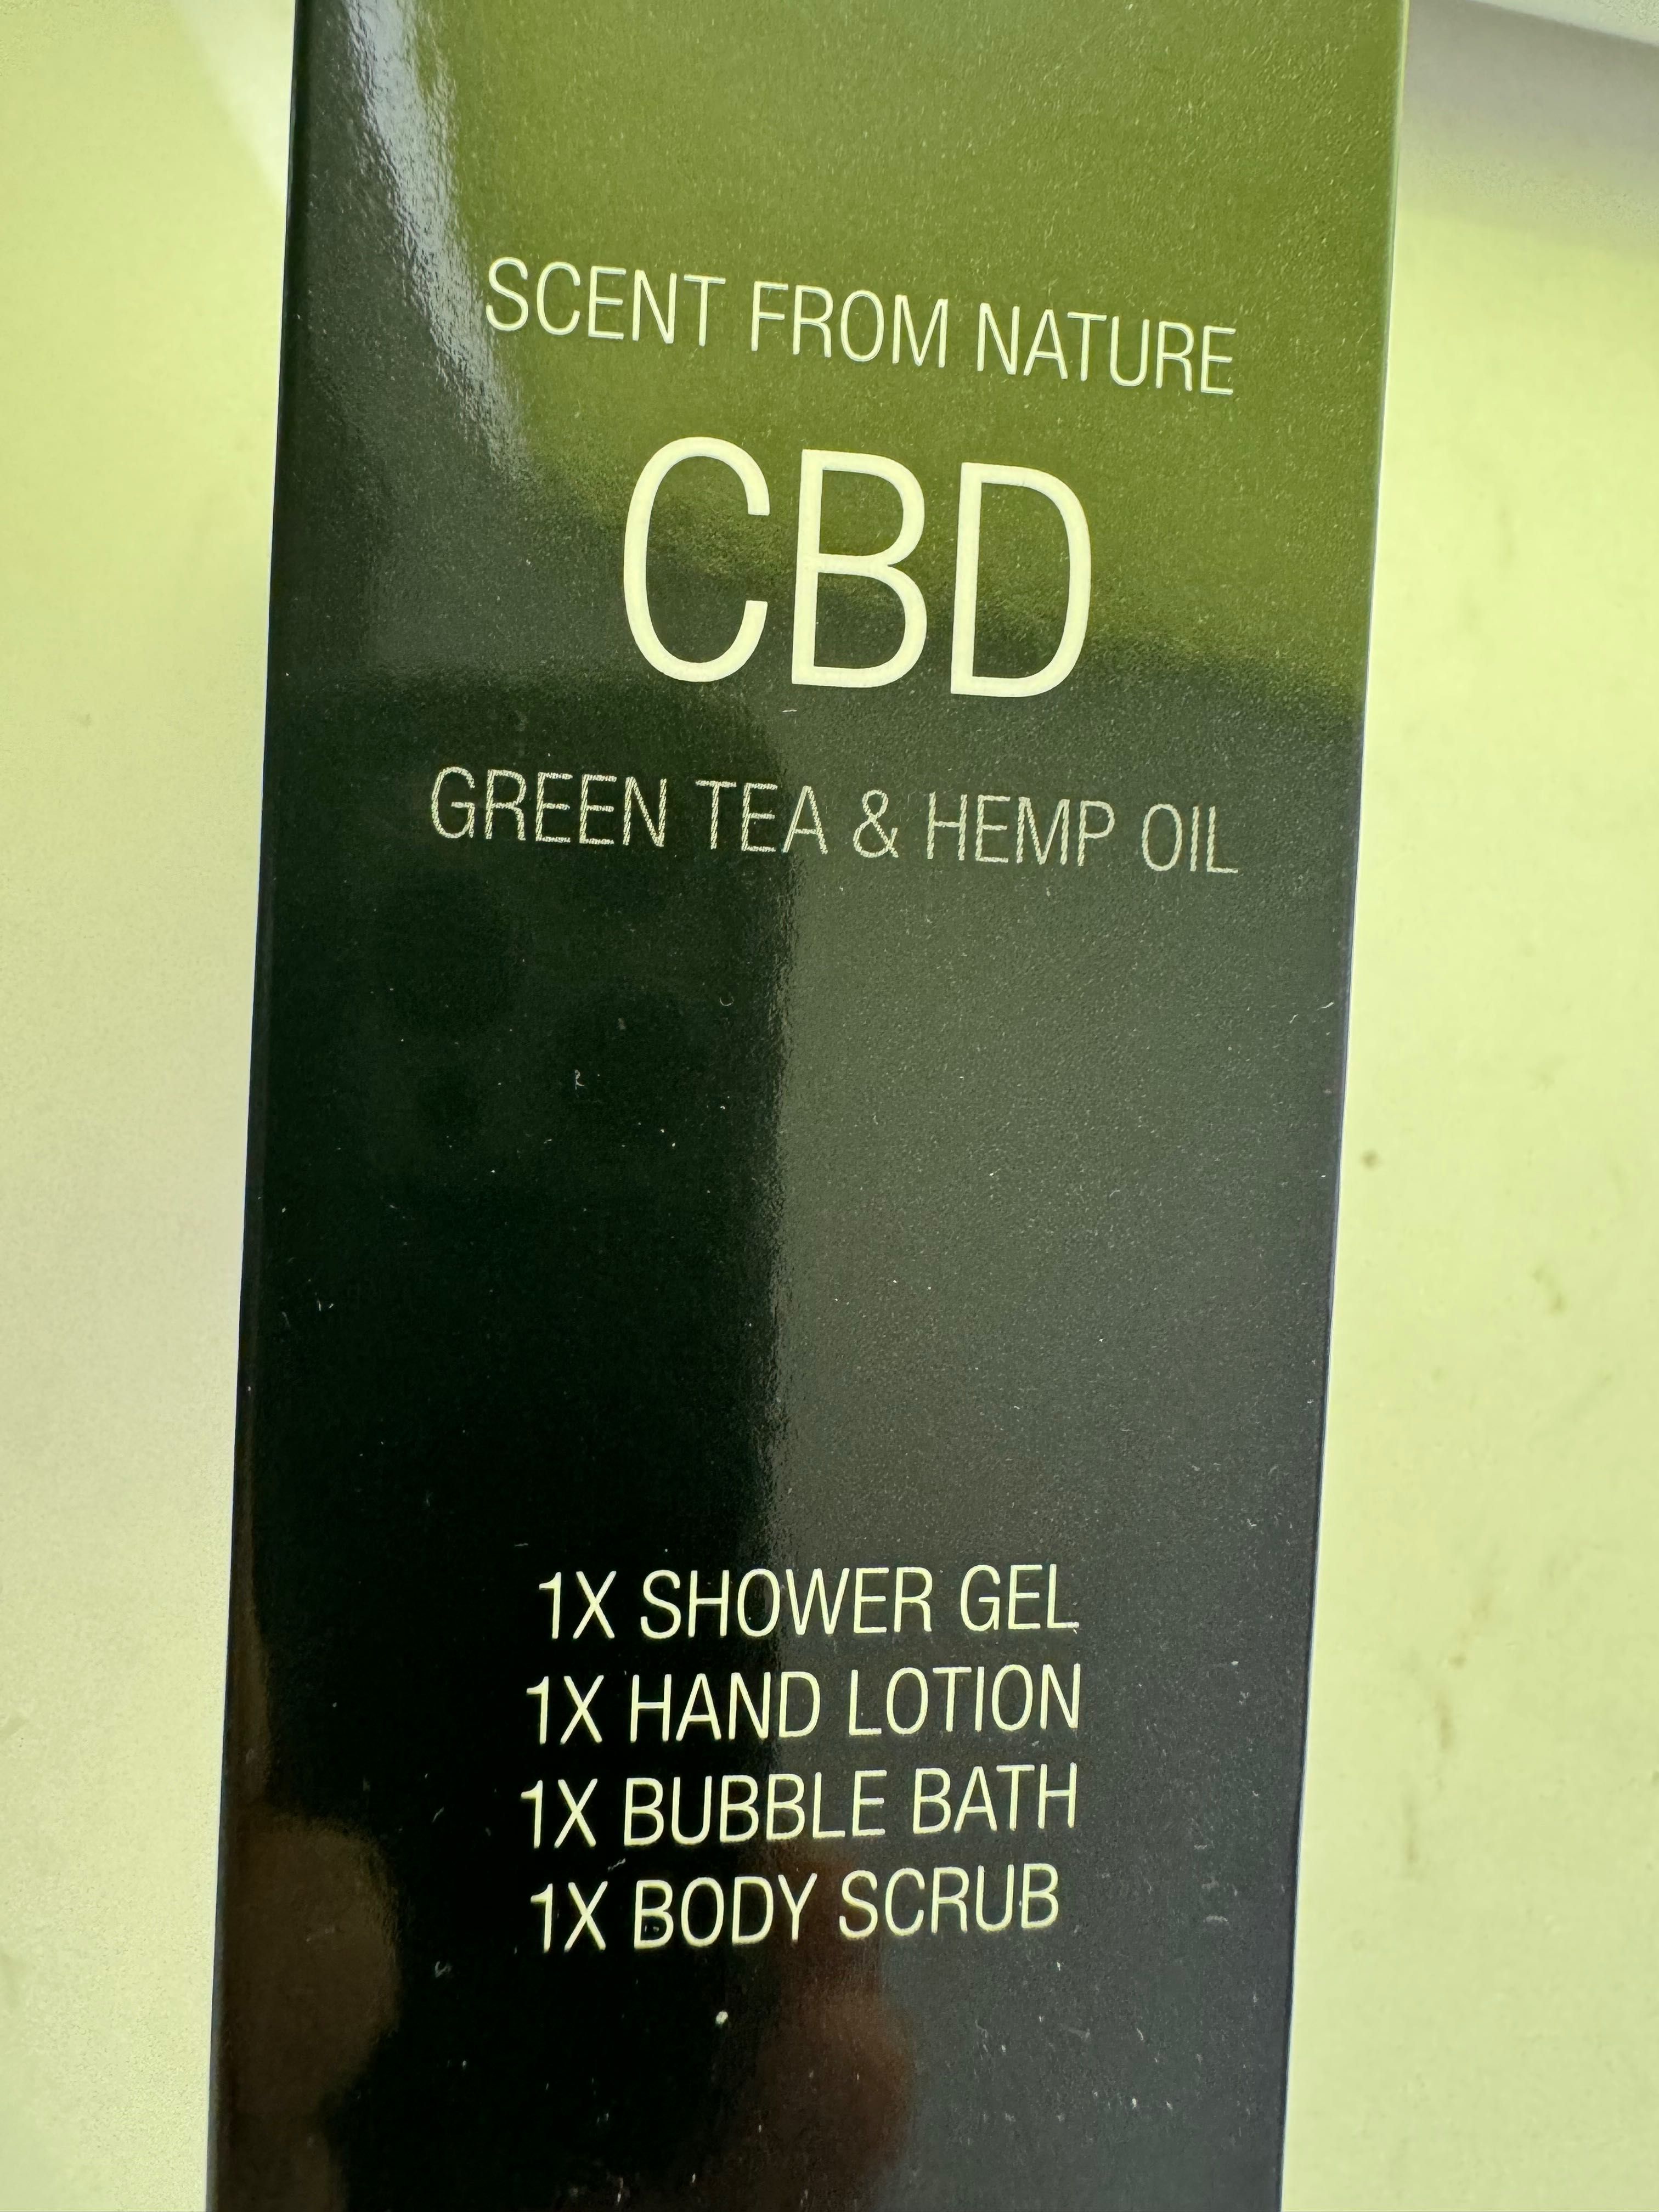 SCENT FROM NATURE
CBD
GREEN TEA & HEMP OIL
1X SHOWER GEL
1X HAND LOTION
1X BUBBLE BATH
1X BODY SCRUB